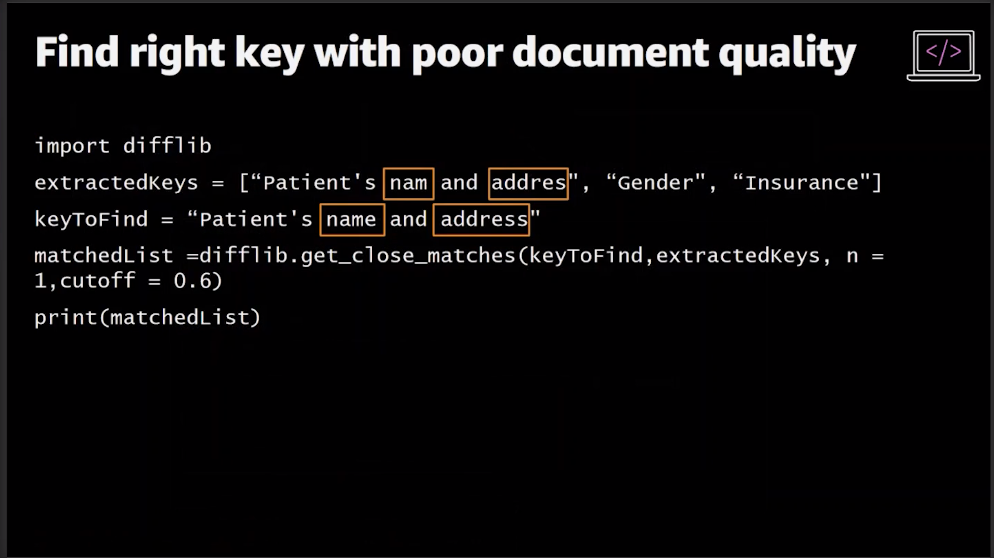 Find right key with poor document quality
</>
import difflib
extractedKeys = [“Patient's nam and addres", “Gender", “Insurance"]
keyToFind = “Patient's name and address"
matchedList =difflib.get_close_matches(keyToFind,extractedKeys, n =
1,cutoff = 0.6)
print(matchedList)